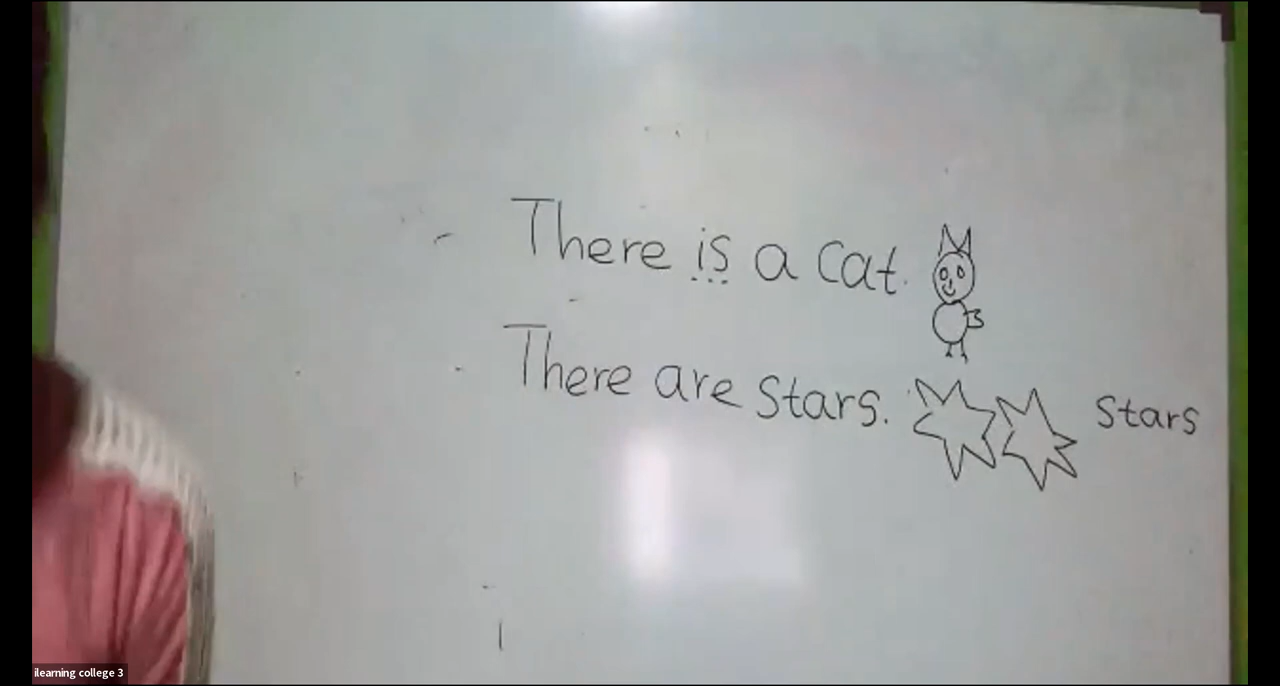 There is a cat.
There are stars.
stars
ilearning college 3